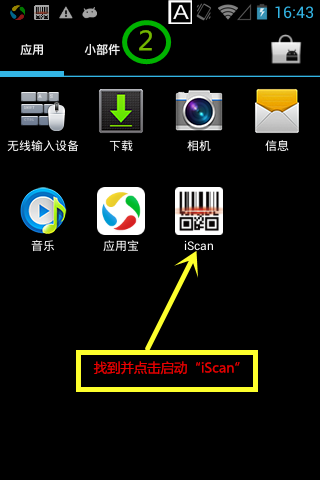 A 16:43
应用 小部件 2
无线输入设备 下载 相机 信息
音乐 应用宝 iScan
找到并点击启动“iScan”